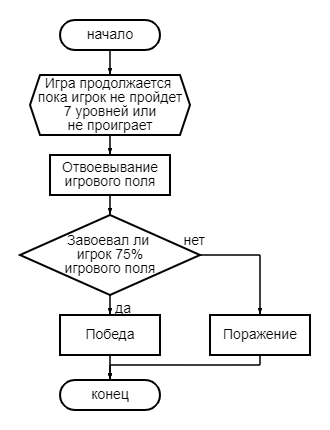 начало
Игра продолжается
пока игрок не пройдет
7 уровней или
не проиграет
Отвоевывание
игрового поля
Завоевал ли
игрок 75%
игрового поля
нет
да
Победа
Поражение
конец